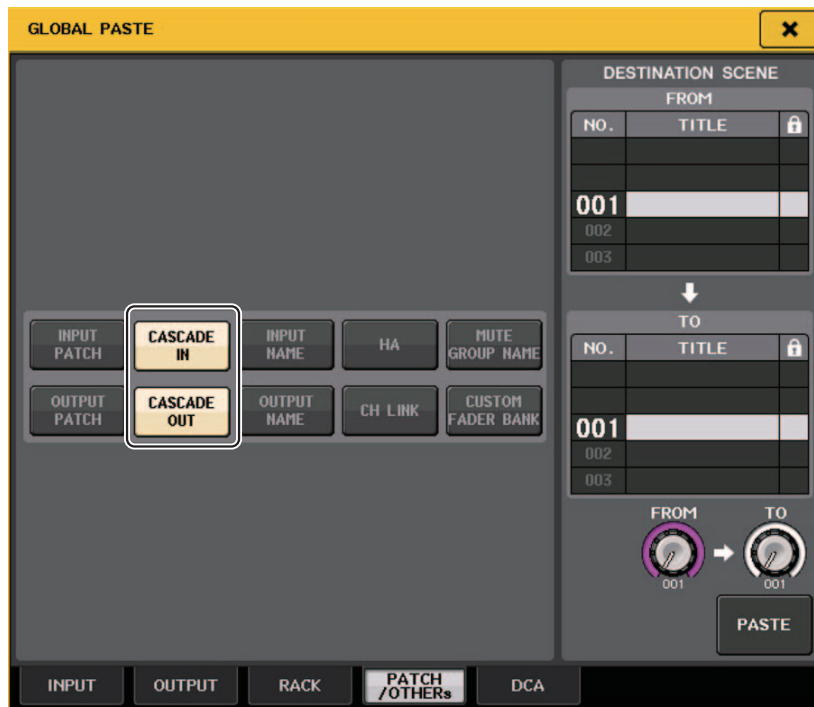 GLOBAL PASTE
DESTINATION SCENE
FROM
NO. TITLE
001
002
003
TO
NO. TITLE
001
002
003
INPUT PATCH
CASCADE IN
INPUT NAME
HA
MUTE GROUP NAME
OUTPUT PATCH
CASCADE OUT
OUTPUT NAME
CH LINK
CUSTOM FADER BANK
FROM TO
001 001
PASTE
INPUT OUTPUT RACK PATCH /OTHERs DCA